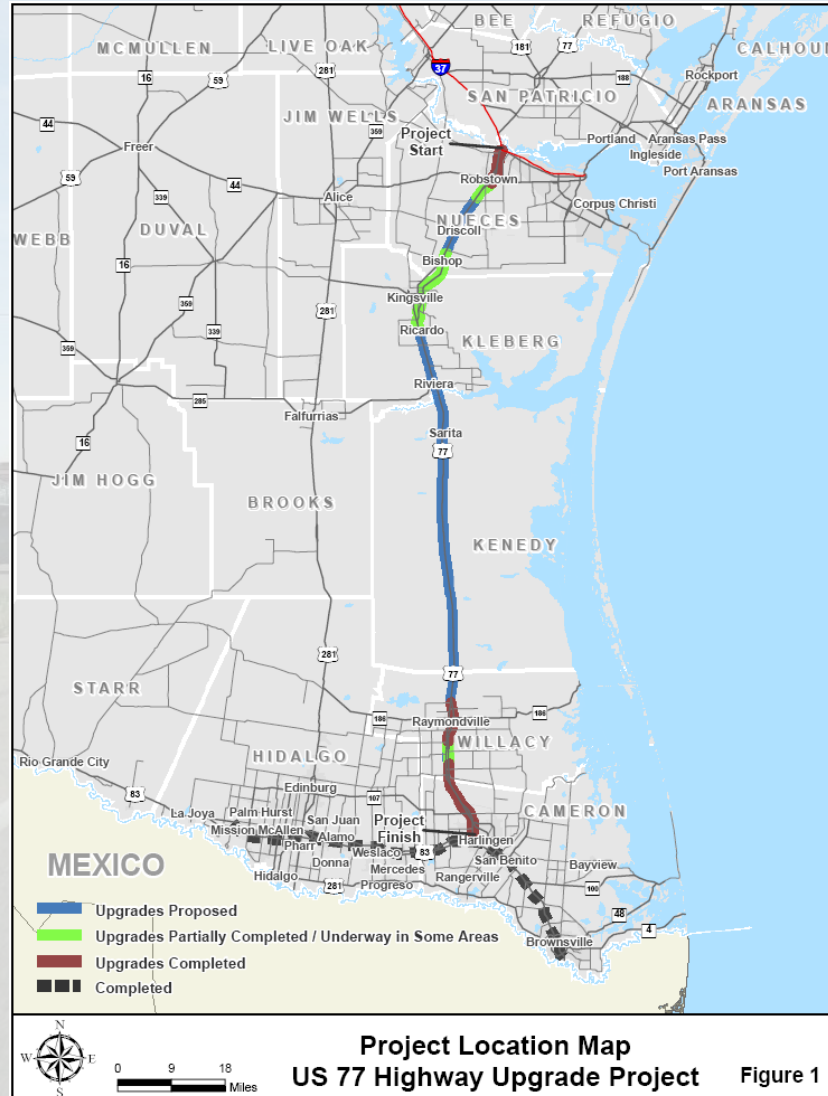 BEE
REFUGIO
MCMULLEN
LIVE OAK
281
181
77
CALHOUN
37
16
59
Rockport
188
SAN PATRICIO
JIM WELLS
ARANSAS
44
359
Project
Start
Portland
Aransas Pass
Freer
Ingleside
Port Aransas
59
44
Robstown
339
Alice
Corpus Christi
NUECES
WEBB
DUVAL
Driscoll
16
Bishop
Kingsville
359
281
339
Ricardo
359
KLEBERG
Riviera
285
Falfurrias
Sarita
16
77
JIM HOGG
BROOKS
KENEDY
281
77
STARR
186
Raymondville
186
WILLACY
HIDALGO
Rio Grande City
83
Edinburg
107
CAMERON
La Joya
Palm Hurst
San Juan
Project
Finish
Mission
McAllen
Alamo
Harlingen
Pharr
Weslaco
83
San Benito
Donna
Mercedes
Bayview
MEXICO
Hidalgo
281
Progreso
Rangerville
100
48
4
Brownsville
Upgrades Proposed
Upgrades Partially Completed / Underway in Some Areas
Upgrades Completed
Completed
N
W
E
S
0 9 18
Miles
Project Location Map
US 77 Highway Upgrade Project
Figure 1